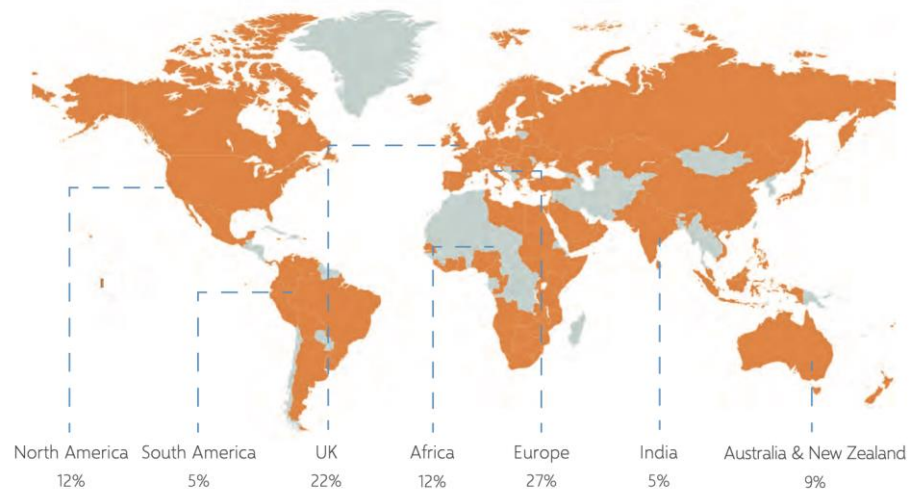 North America South America UK Africa Europe India Australia & New Zealand
12% 5% 22% 12% 27% 5% 9%